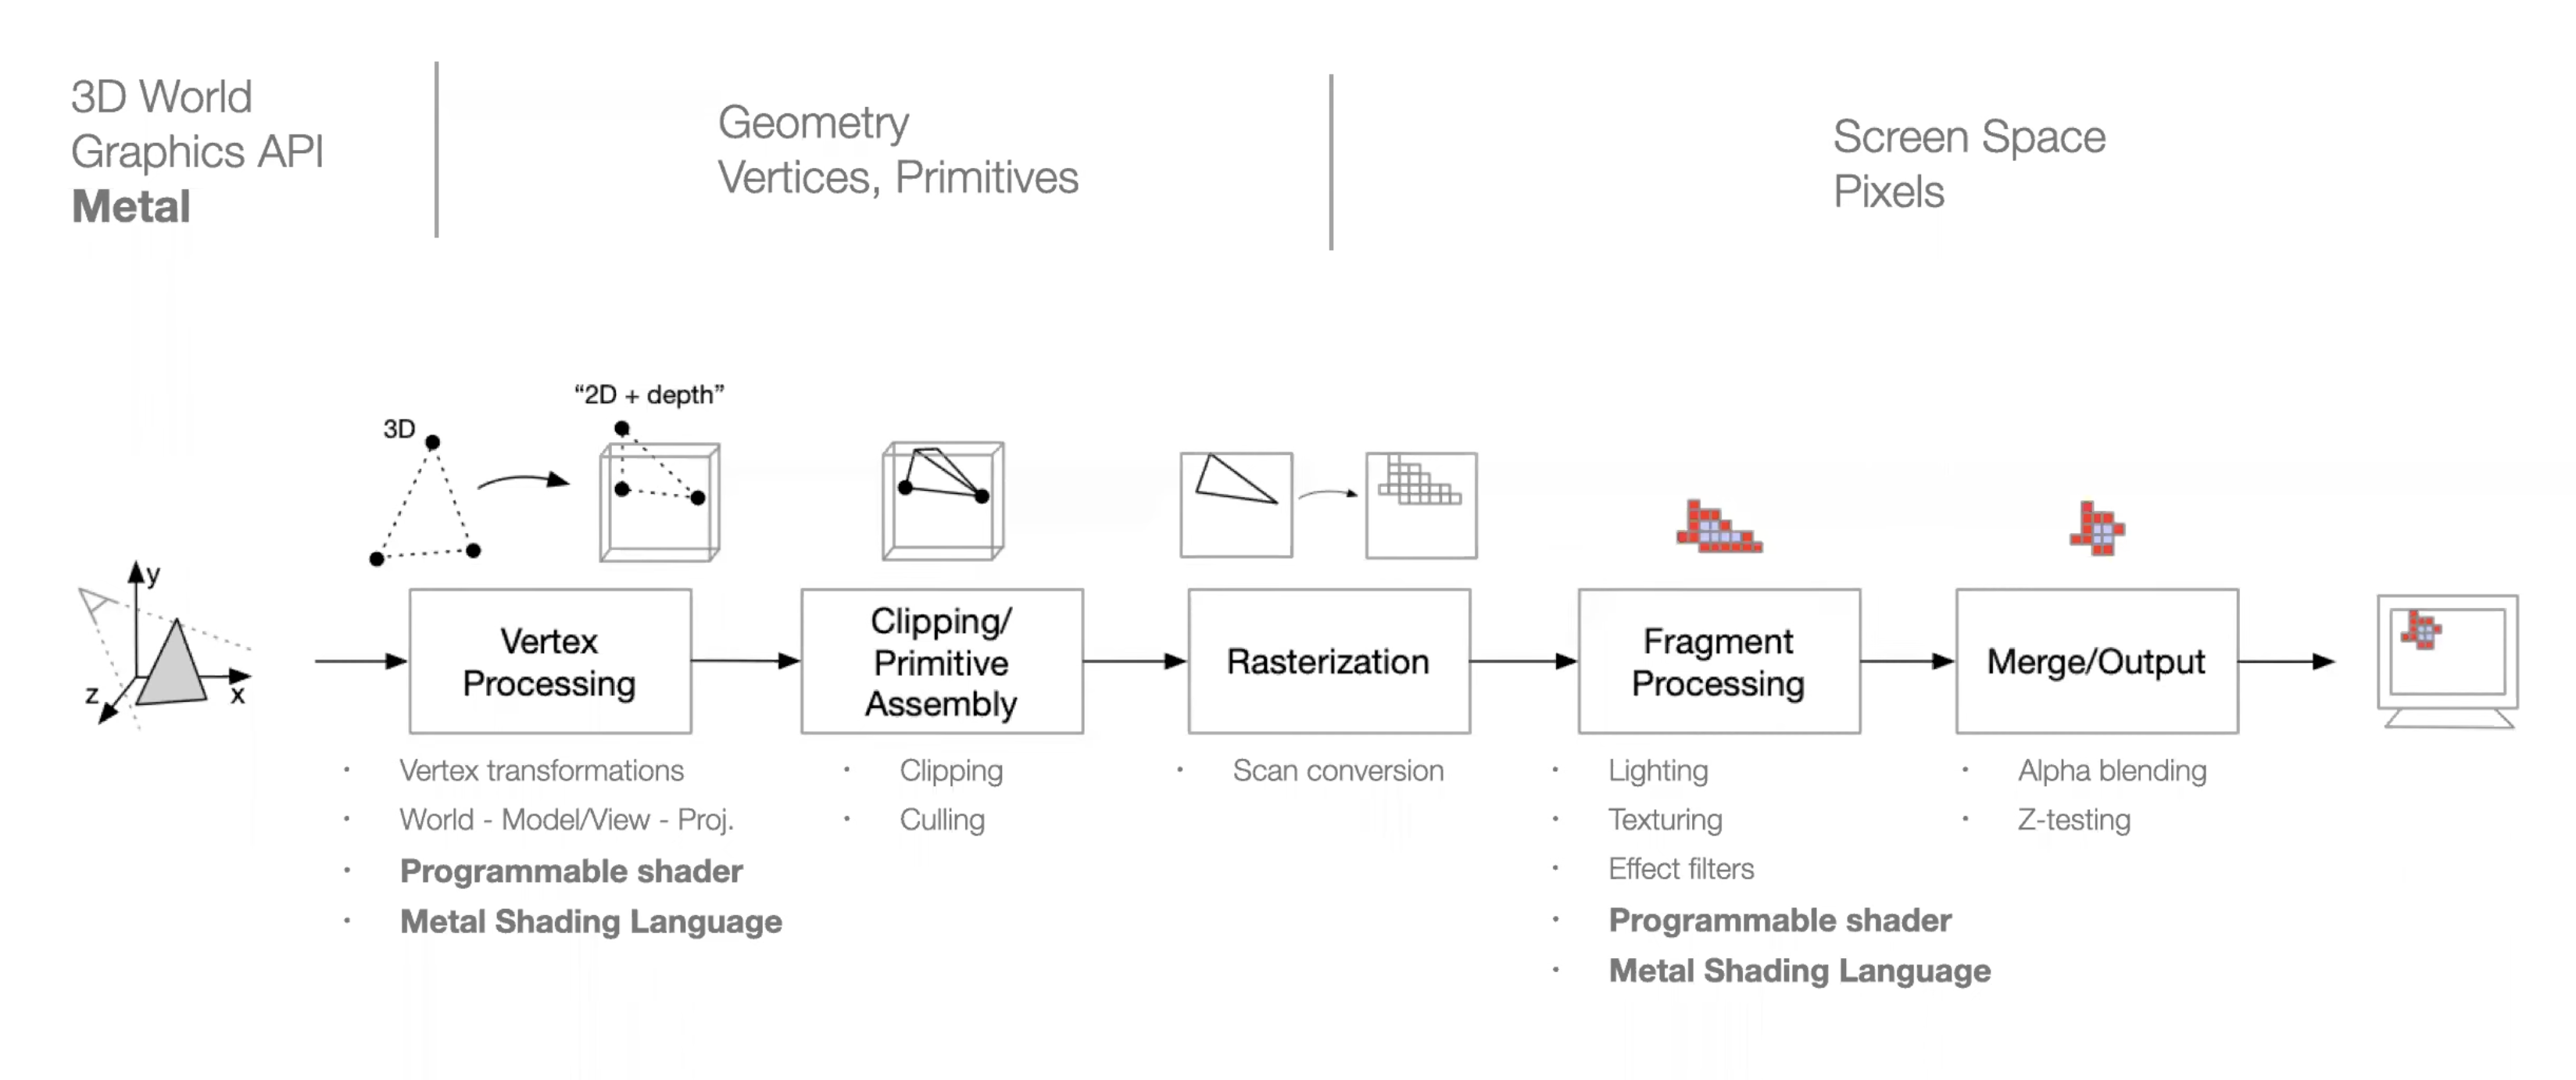 3D World
Graphics API
Metal
Geometry
Vertices, Primitives
Screen Space
Pixels
3D
“2D + depth”
y
z
x
Vertex
Processing
Clipping/
Primitive
Assembly
Rasterization
Fragment
Processing
Merge/Output
· Vertex transformations
· World - Model/View - Proj.
· Programmable shader
· Metal Shading Language
· Clipping
· Culling
· Scan conversion
· Lighting
· Texturing
· Effect filters
· Programmable shader
· Metal Shading Language
· Alpha blending
· Z-testing